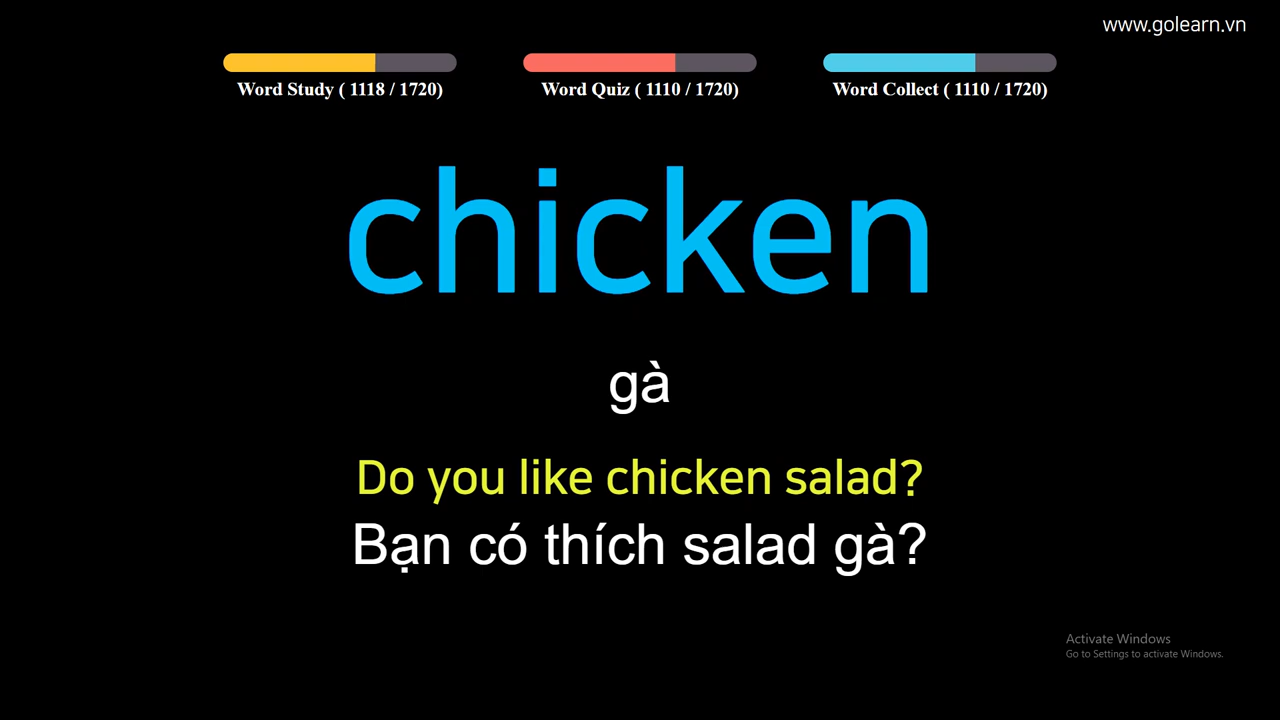 www.golearn.vn
Word Study ( 1118 / 1720)
Word Quiz ( 1110 / 1720)
Word Collect ( 1110 / 1720)
chicken
gà
Do you like chicken salad?
Bạn có thích salad gà?
Activate Windows
Go to Settings to activate Windows.